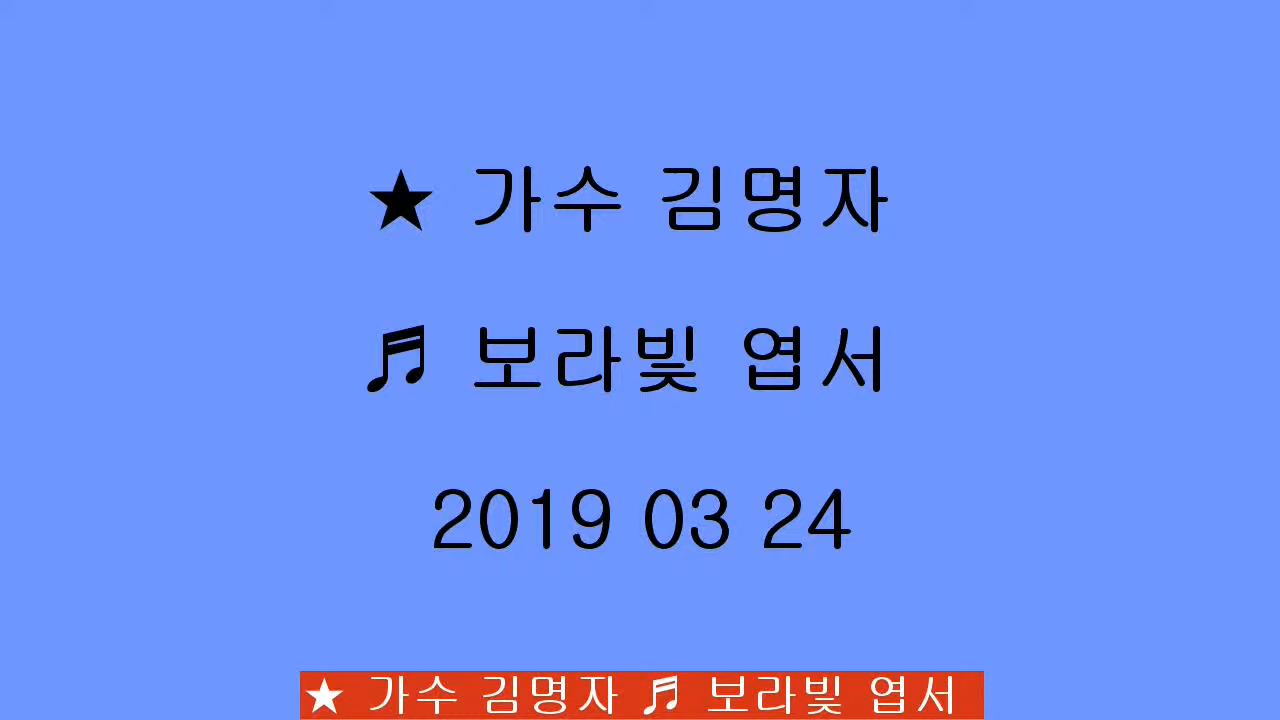 ★ 가수 김명자
♬ 보라빛 엽서
2019 03 24
★ 가수 김명자 ♬ 보라빛 엽서